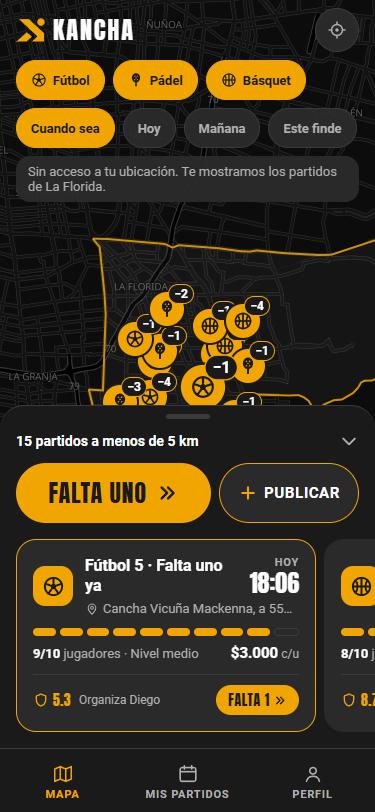 KANCHA
ÑUÑOA
Fútbol
Pádel
Básquet
70
Cuando sea
Hoy
Mañana
Este finde
Sin acceso a tu ubicación. Te mostramos los partidos
de La Florida.
LA FLORIDA
−2
−1
−1
−4
−1
−1
70
LA GRANJA
79
−3
−4
−1
15 partidos a menos de 5 km
FALTA UNO
PUBLICAR
Fútbol 5 · Falta uno
ya
HOY
18:06
Cancha Vicuña Mackenna, a 55…
9/10 jugadores · Nivel medio
$3.000 c/u
8/10
5.3 Organiza Diego
FALTA 1
MAPA
MIS PARTIDOS
PERFIL